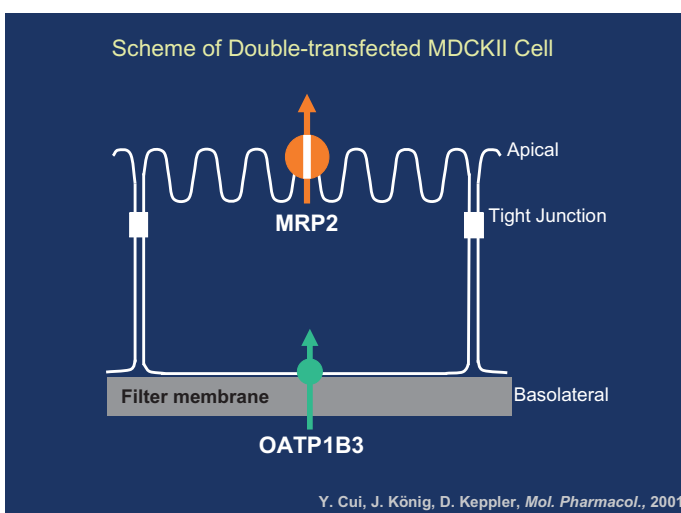 Scheme of Double-transfected MDCKII Cell
Apical
MRP2
Tight Junction
Filter membrane
Basolateral
OATP1B3
Y. Cui, J. König, D. Keppler, Mol. Pharmacol., 2001